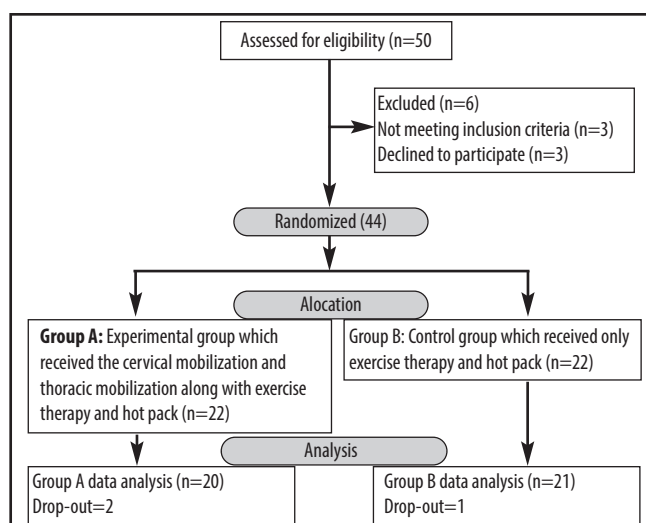 Assessed for eligibility (n=50
Excluded (n=6)
Not meeting inclusion criteria (n=3)
Declined to participate (n=3)
Randomized (44)
Alocation
Group A: Experimental group which
received the cervical mobilization and
thoracic mobilization along with exercise
therapy and hot pack (n=22)
Group B: Control group which received only
exercise therapy and hot pack (n=22)
Analysis
Group A data analysis (n=20)
Drop-out=2
Group B data analysis (n=21)
Drop-out=1